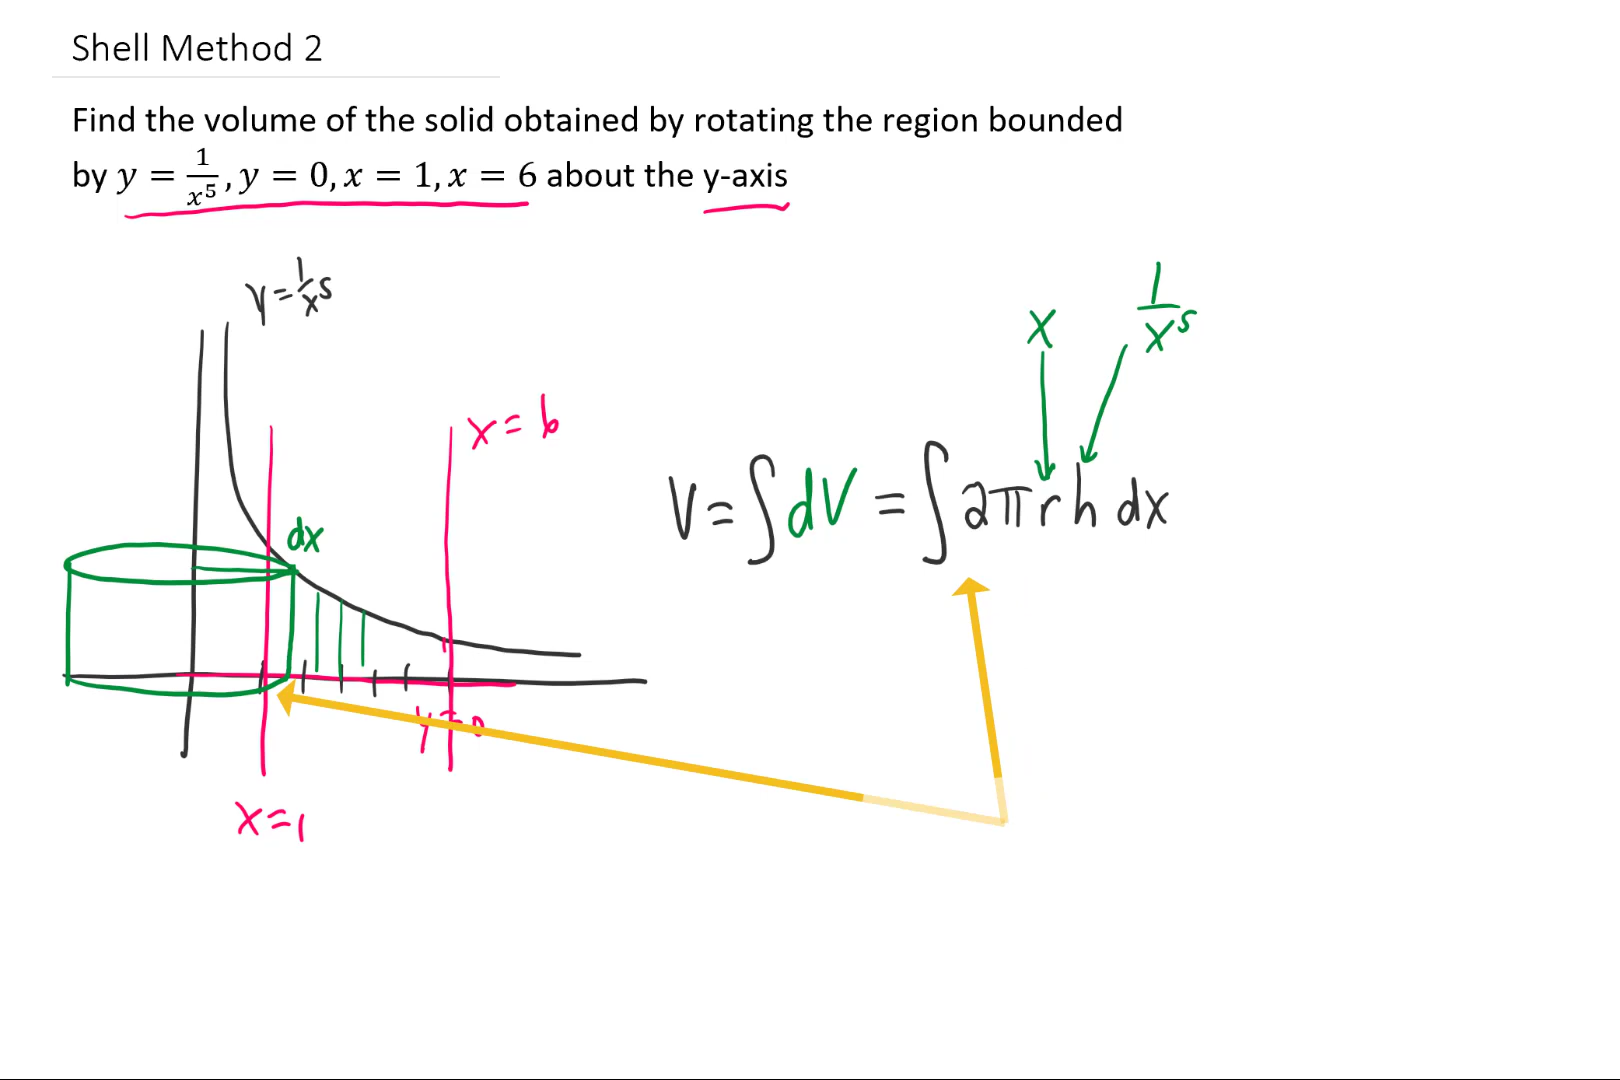 Shell Method 2
Find the volume of the solid obtained by rotating the region bounded
by y = 1/x⁵, y = 0, x = 1, x = 6 about the y-axis
y = 1/x⁵
x
1/x⁵
x = 6
dx
V = ∫dV = ∫2πrh dx
y = 0
x = 1